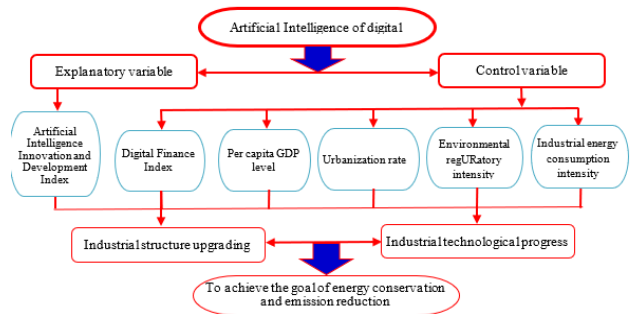 Artificial Intelligence of digital
Explanatory variable
Control variable
Artificial
Intelligence
Innovation and
Development
Index
Digital Finance
Index
Per capita GDP
level
Urbanization rate
Environmental
regURatory
intensity
Industrial energy
consumption
intensity
Industrial structure upgrading
Industrial technological progress
To achieve the goal of energy conservation
and emission reduction